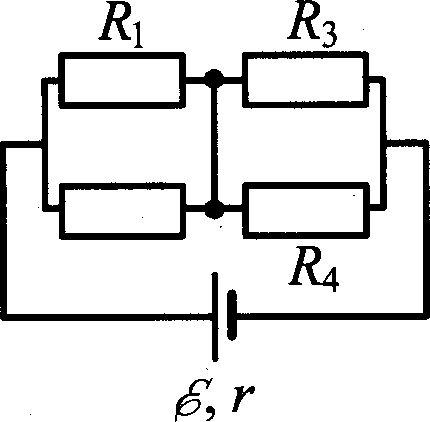 R₁ R₃
R₄
ℰ, r